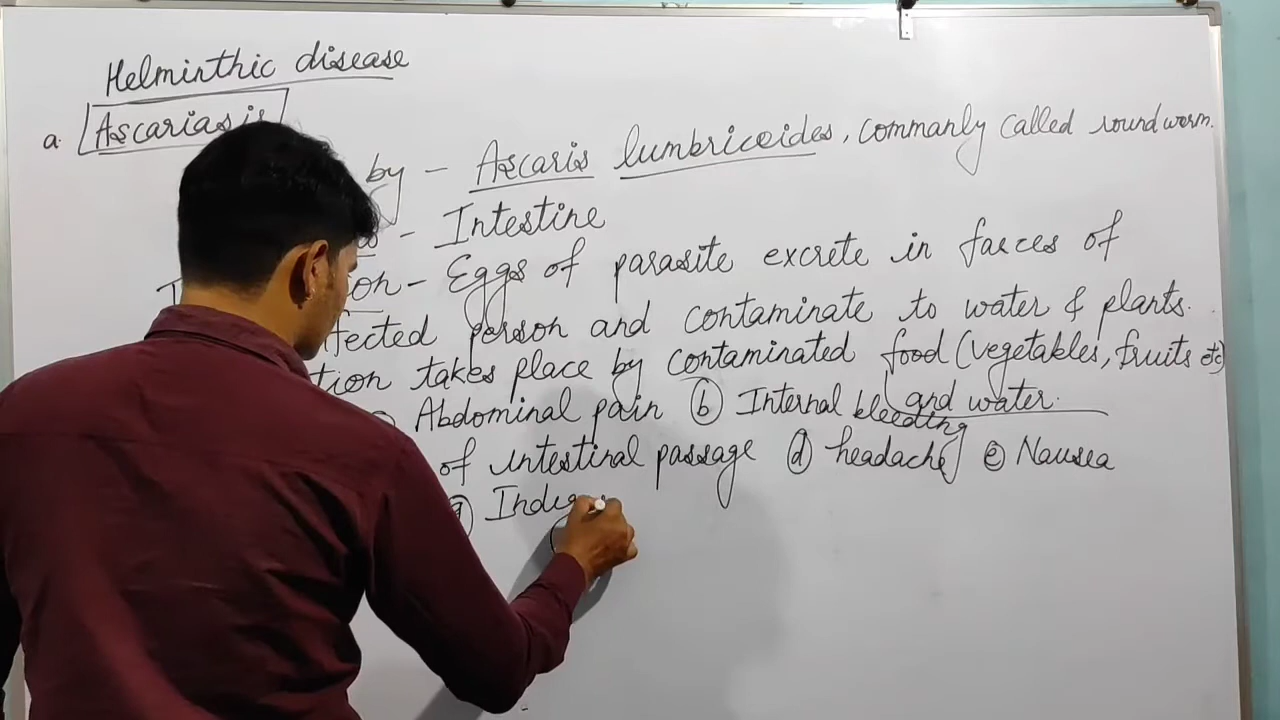 Helminthic disease
a. Ascariasis
by - Ascaris lumbricoides, commanly called roundworm.
- Intestine
on - Eggs of parasite excrete in faeces of
fected person and contaminate to water & plants.
tion takes place by contaminated food (vegetables, fruits etc)
and water.
Abdominal pain (b) Internal bleeding
of intestinal passage (d) headache (e) Nausea
Indig